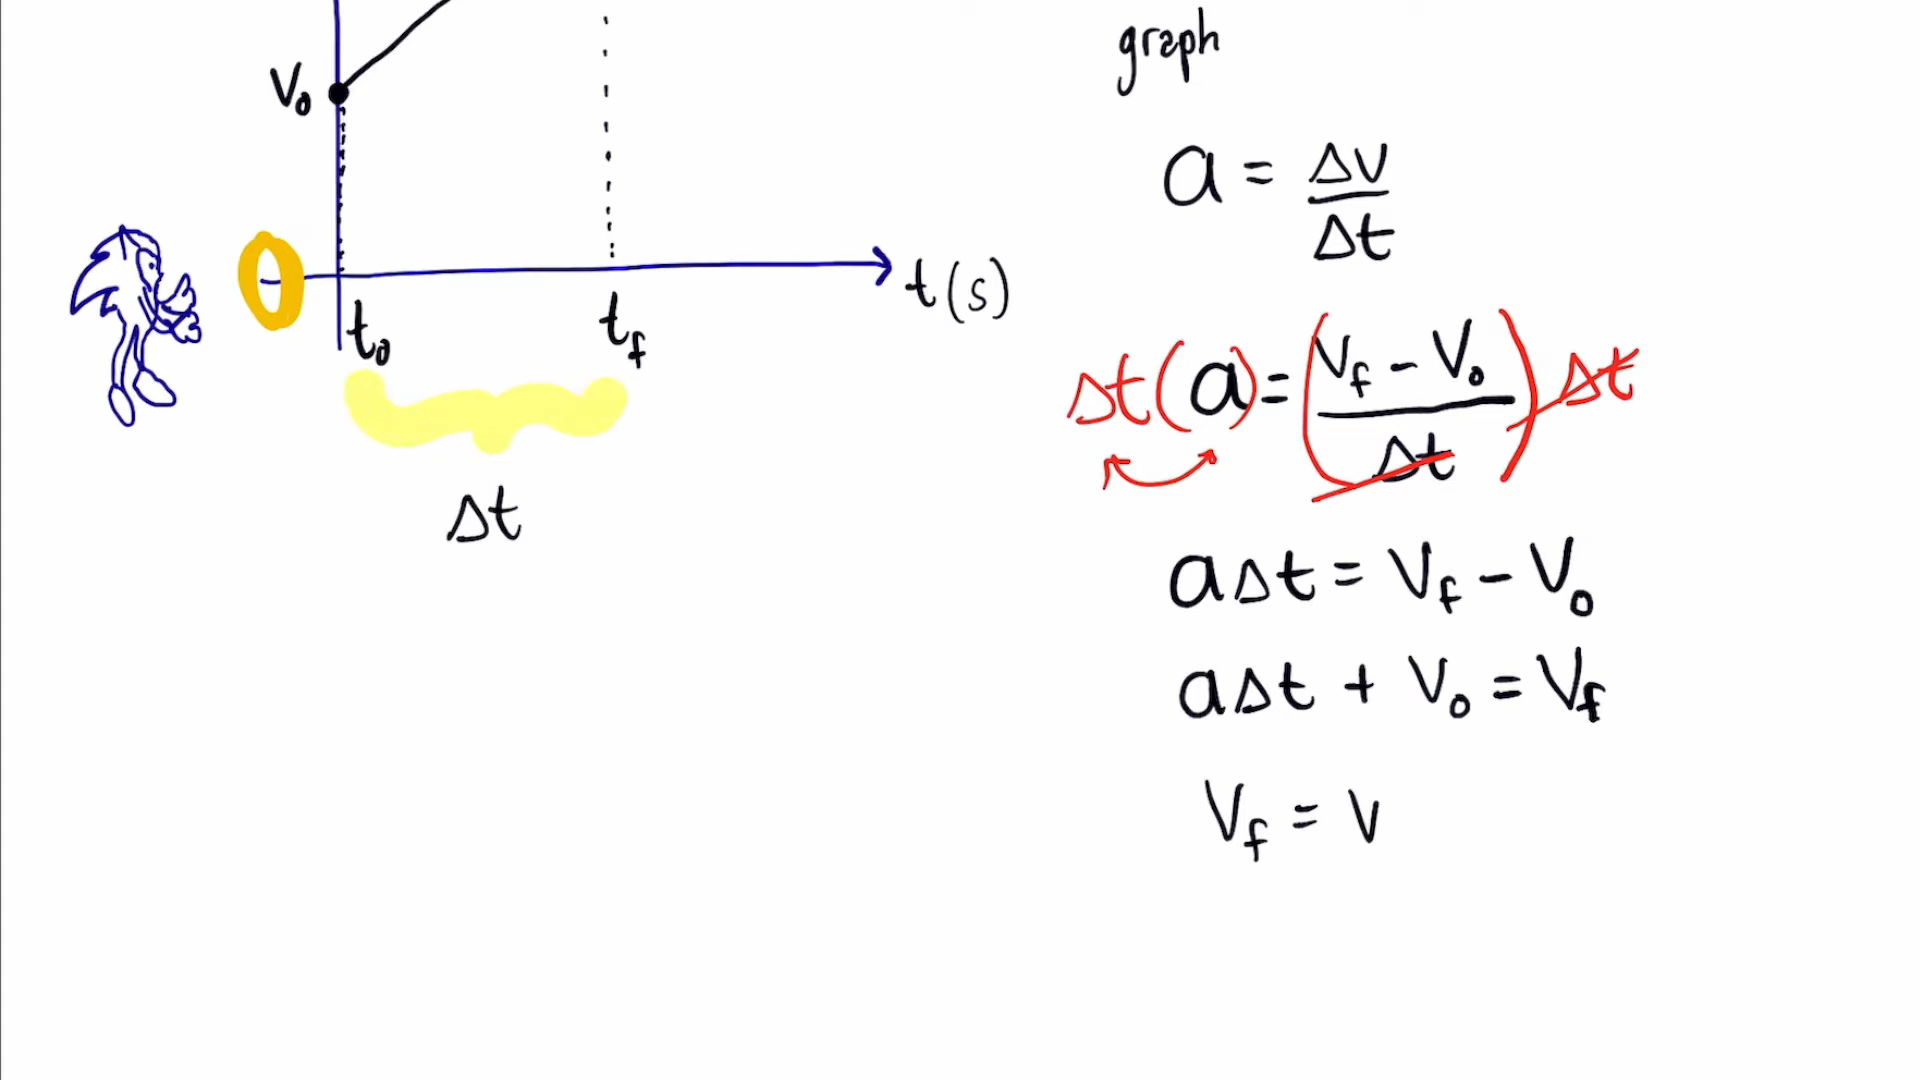 graph
V₀
a = Δv/Δt
t(s)
t₀
t_f
Δt(a) = (V_f - V₀ / Δt) Δt
Δt
aΔt = V_f - V₀
aΔt + V₀ = V_f
V_f = V